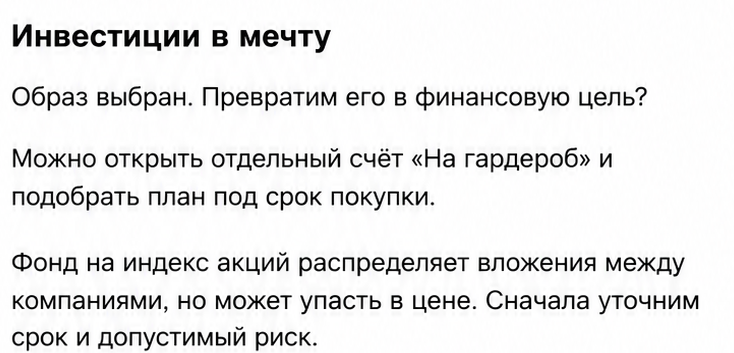 Инвестиции в мечту
Образ выбран. Превратим его в финансовую цель?
Можно открыть отдельный счёт «На гардероб» и
подобрать план под срок покупки.
Фонд на индекс акций распределяет вложения между
компаниями, но может упасть в цене. Сначала уточним
срок и допустимый риск.